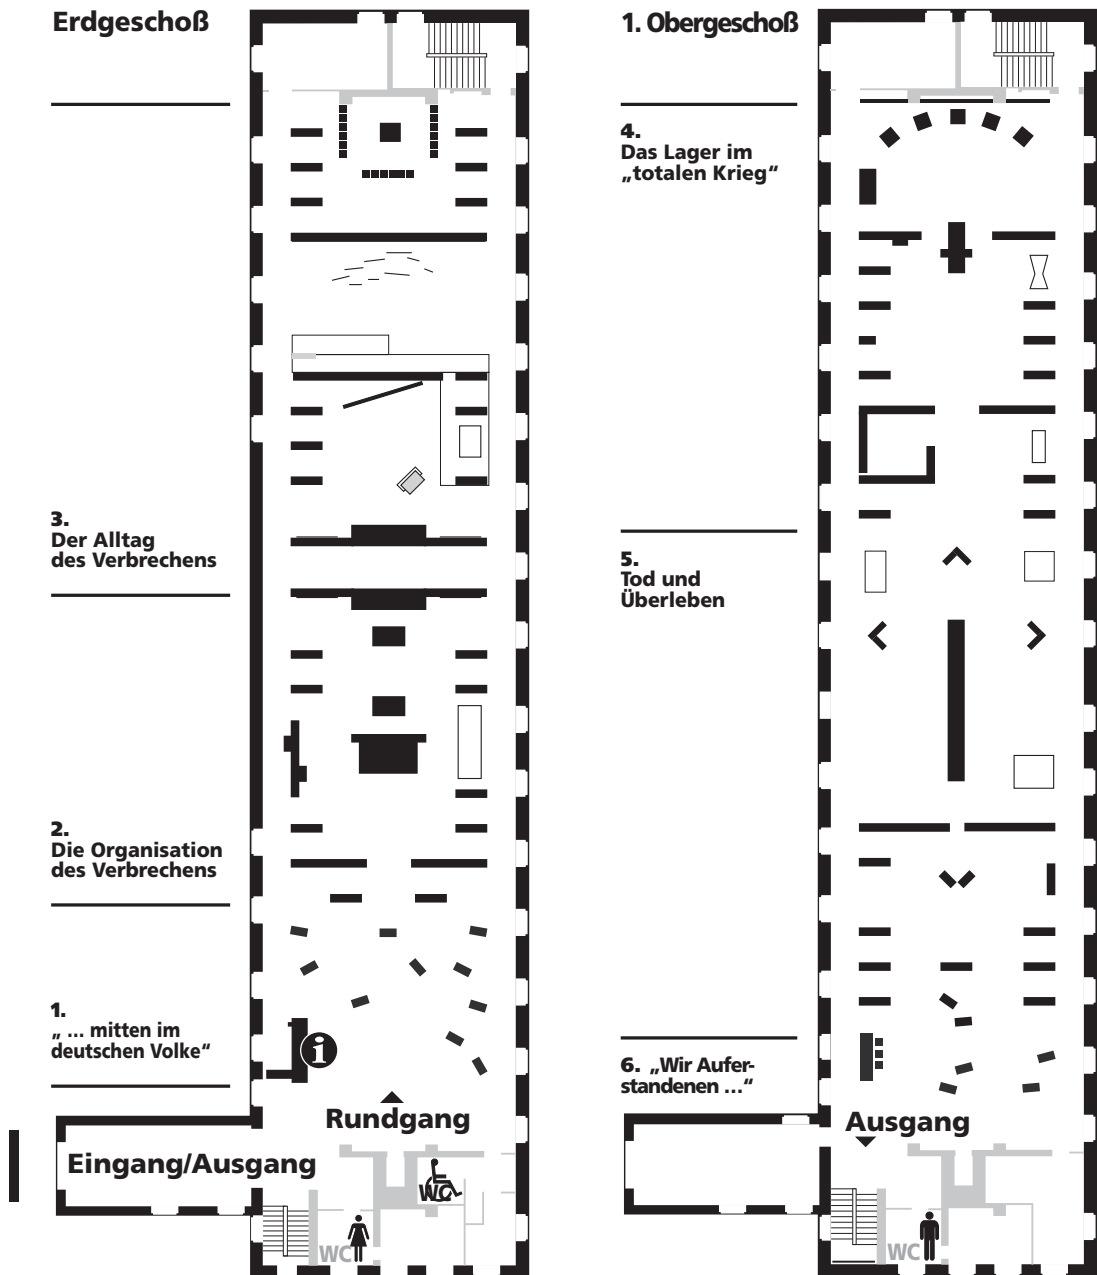 Erdgeschoß
3.
Der Alltag
des Verbrechens
2.
Die Organisation
des Verbrechens
1.
„ ... mitten im
deutschen Volke“
i
Rundgang
Eingang/Ausgang
WC
WC
1. Obergeschoß
4.
Das Lager im
„totalen Krieg“
5.
Tod und
Überleben
6. „Wir Aufer-
standenen ...“
Ausgang
WC